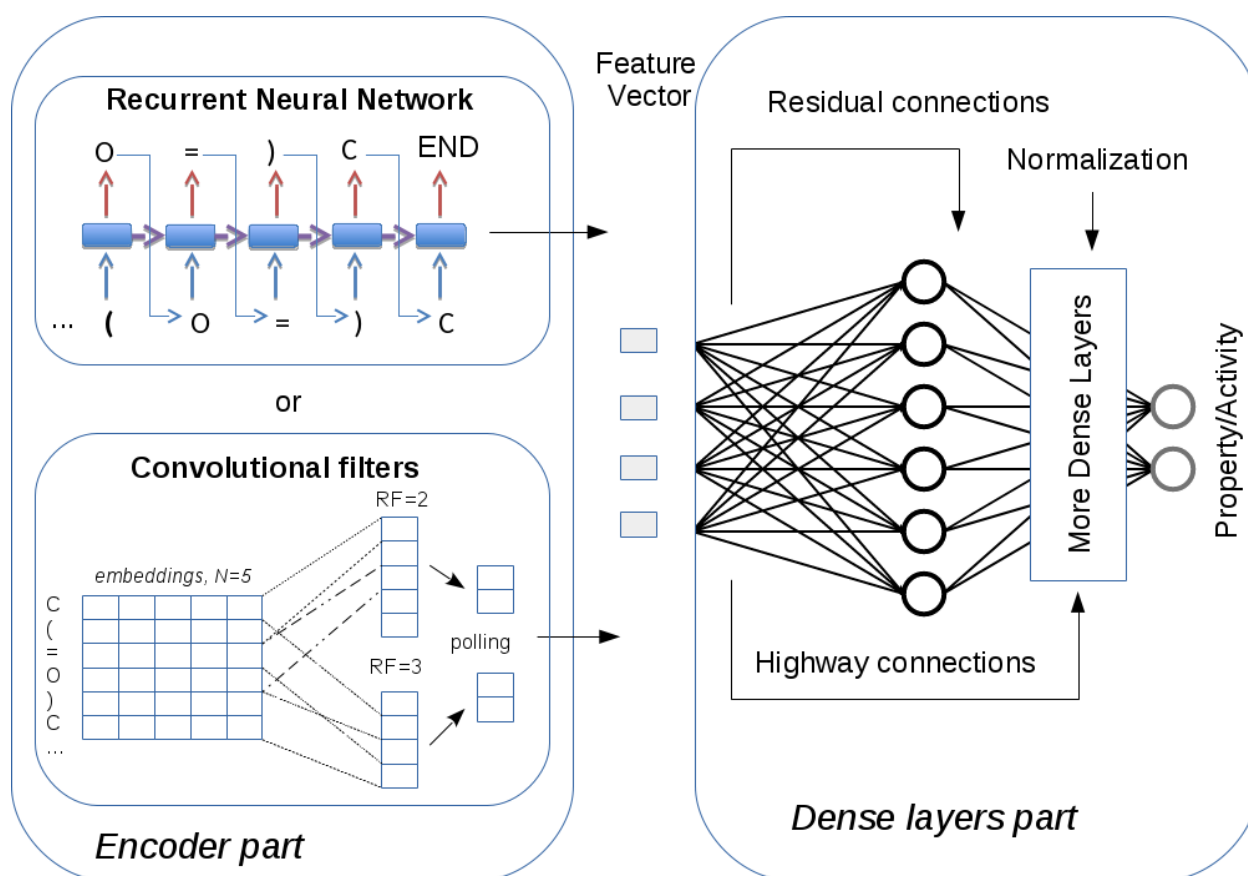 Recurrent Neural Network
O = ) C END
... ( O = ) C
or
Convolutional filters
RF=2
embeddings, N=5
C
(
=
O
)
C
...
polling
RF=3
Encoder part
Feature
Vector
Residual connections
Normalization
More Dense Layers
Property/Activity
Highway connections
Dense layers part